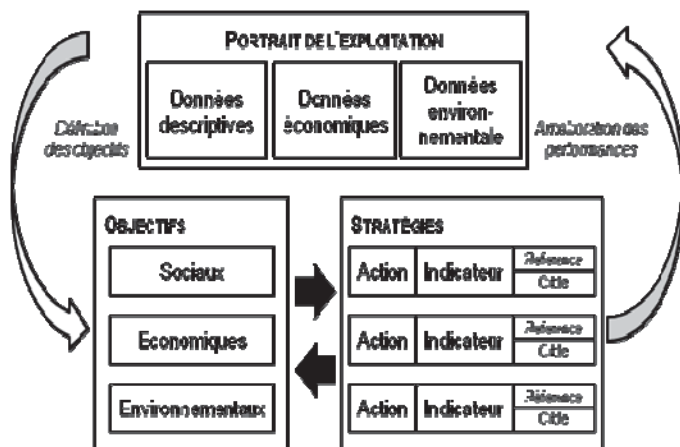 PORTRAIT DE L'EXPLOITATION
Données
descriptives
Données
économiques
Données
environ-
nementale
Définition
des objectifs
Amélioration des
performances
OBJECTIFS
Sociaux
Economiques
Environnementaux
STRATÉGIES
Action
Indicateur
Référence
Cible
Action
Indicateur
Référence
Cible
Action
Indicateur
Référence
Cible